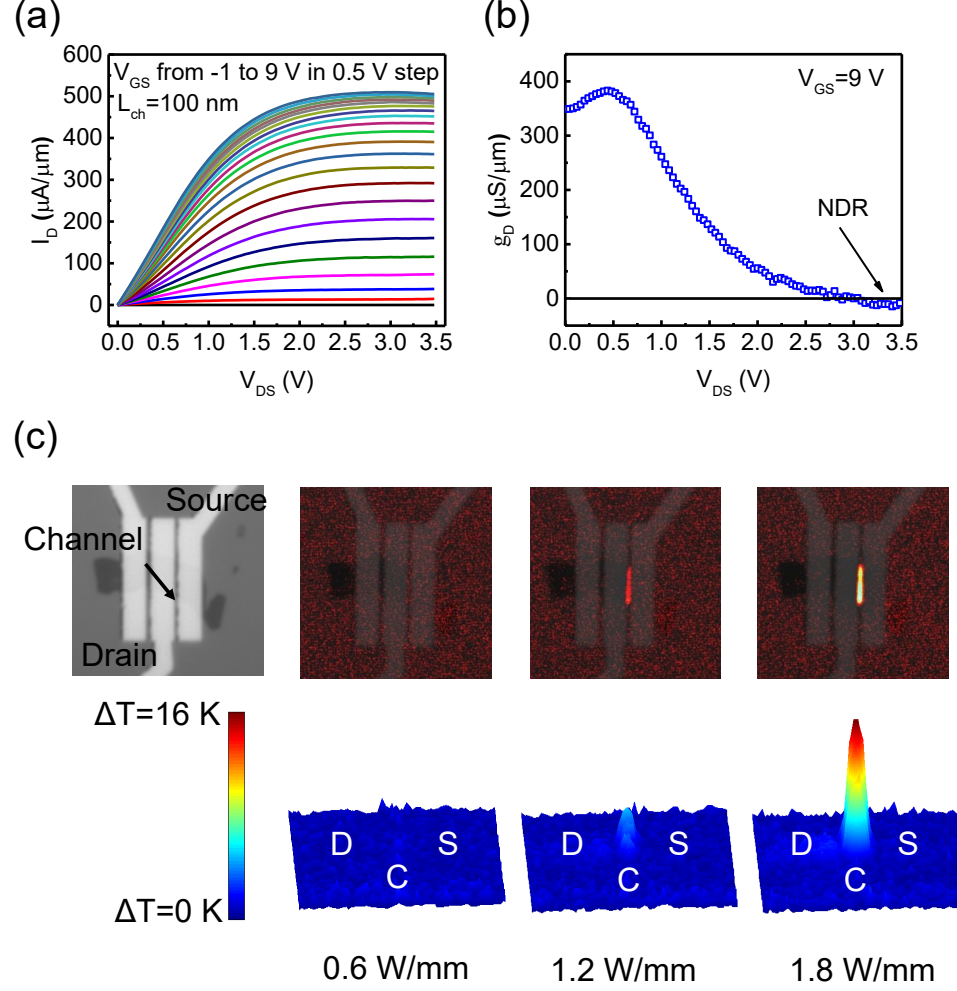 (a)
V_GS from -1 to 9 V in 0.5 V step
L_ch=100 nm
600
500
400
300
200
100
0
I_D (μA/μm)
0.0 0.5 1.0 1.5 2.0 2.5 3.0 3.5
V_DS (V)
(b)
V_GS=9 V
NDR
400
300
200
100
0
g_D (μS/μm)
0.0 0.5 1.0 1.5 2.0 2.5 3.0 3.5
V_DS (V)
(c)
Source
Channel
Drain
ΔT=16 K
ΔT=0 K
D S
C
D S
C
D S
C
0.6 W/mm
1.2 W/mm
1.8 W/mm